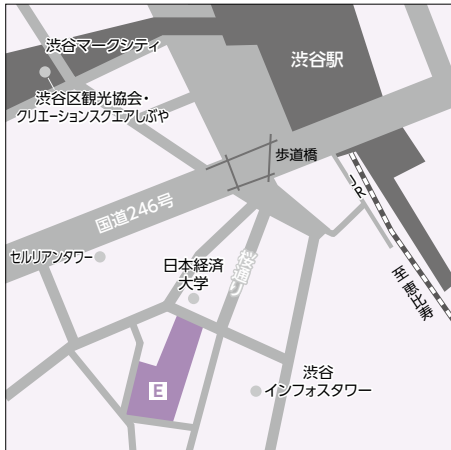 渋谷マークシティ
渋谷駅
渋谷区観光協会・
クリエーションスクエアしぶや
歩道橋
JR
国道246号
セルリアンタワー
日本経済
大学
桜通り
至恵比寿
E
渋谷
インフォスタワー